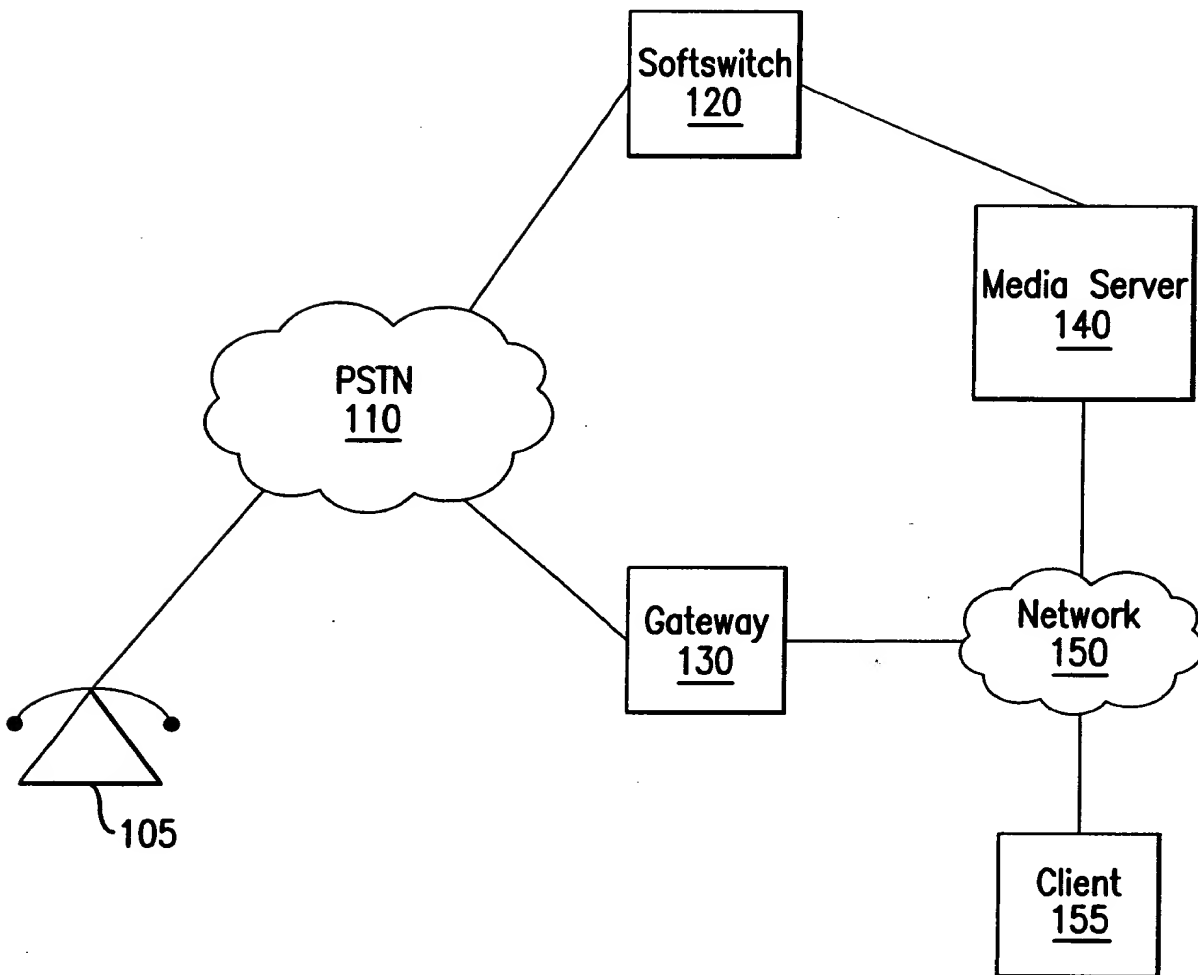 Softswitch
120
Media Server
140
PSTN
110
Gateway
130
Network
150
105
Client
155